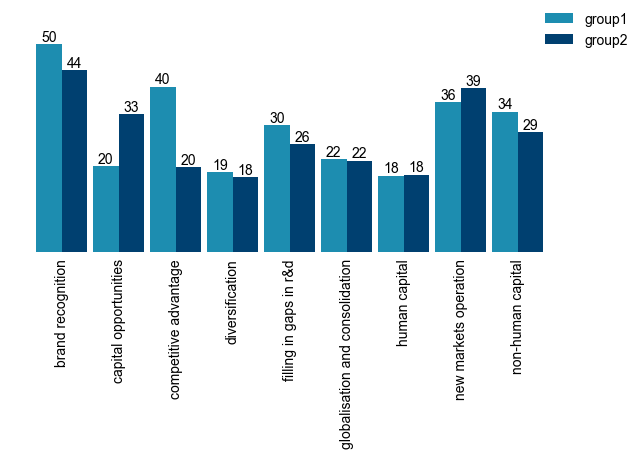 group1
group2
50
44
20
33
40
20
19
18
30
26
22
22
18
18
36
39
34
29
brand recognition
capital opportunities
competitive advantage
diversification
filling in gaps in r&d
globalisation and consolidation
human capital
new markets operation
non-human capital